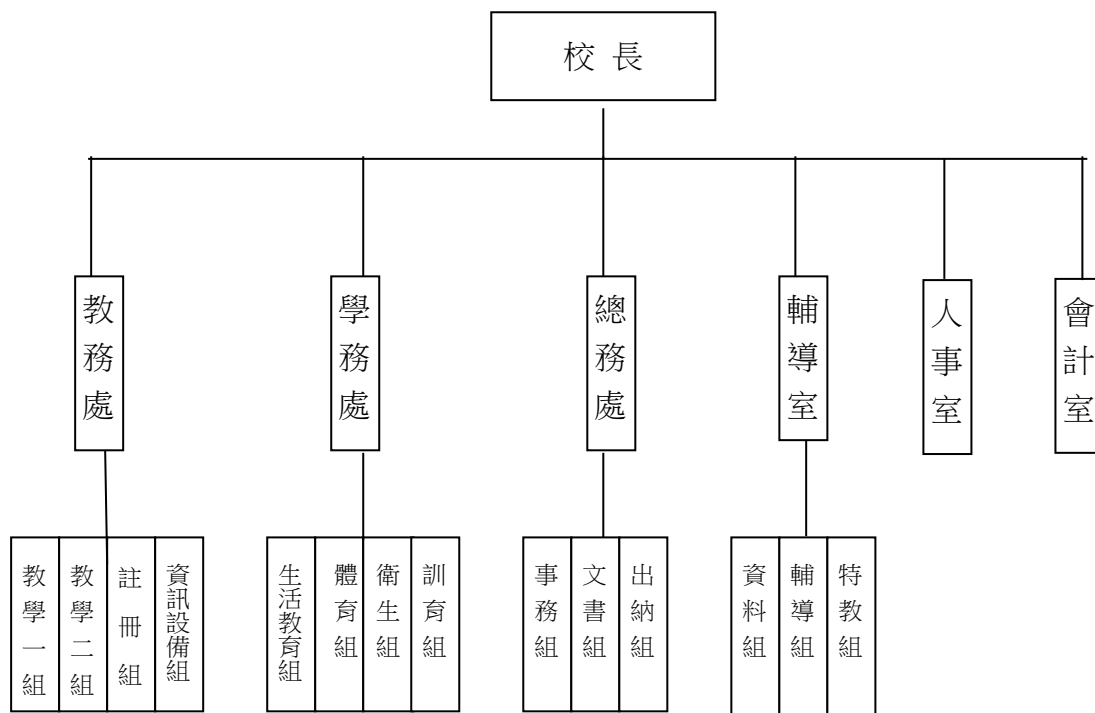 校 長
教務處
學務處
總務處
輔導室
人事室
會計室
教學一組
教學二組
註冊組
資訊設備組
生活教育組
體育組
衛生組
訓育組
事務組
文書組
出納組
資料組
輔導組
特教組